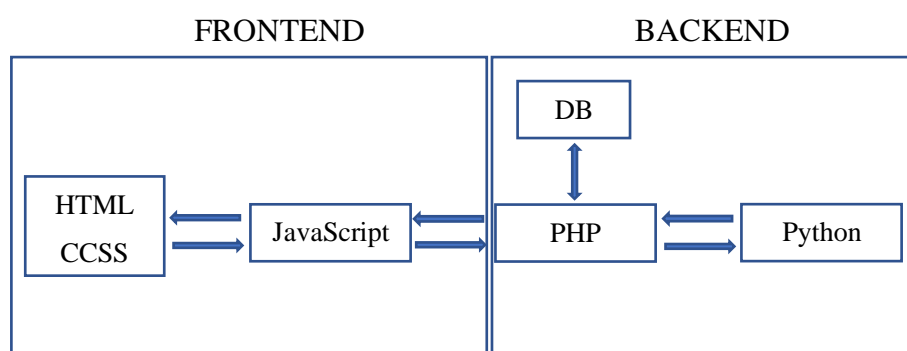 FRONTEND
BACKEND
DB
HTML
CCSS
JavaScript
PHP
Python